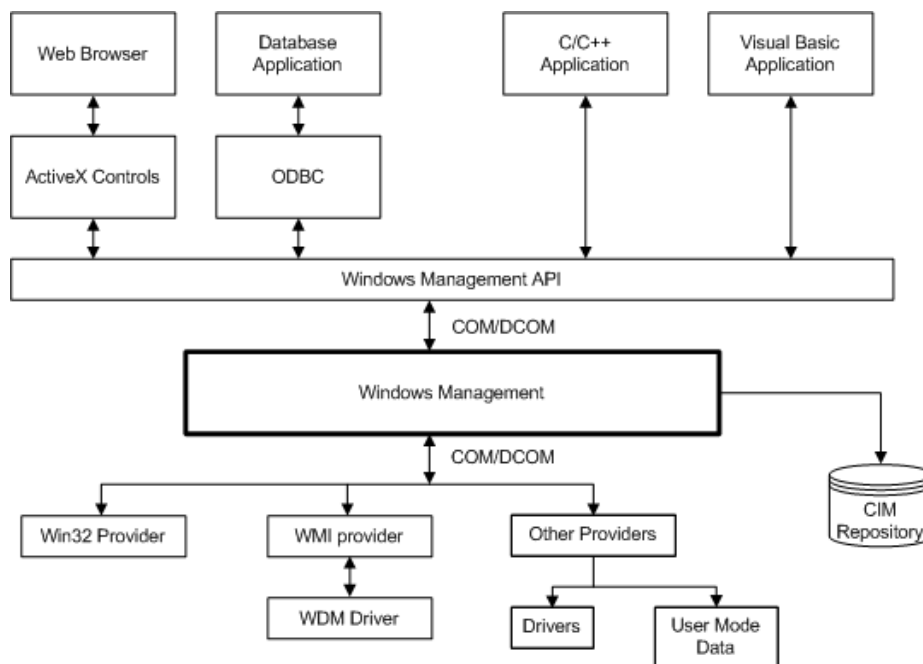 Web Browser
Database
Application
C/C++
Application
Visual Basic
Application
ActiveX Controls
ODBC
Windows Management API
COM/DCOM
Windows Management
COM/DCOM
CIM
Repository
Win32 Provider
WMI provider
Other Providers
WDM Driver
Drivers
User Mode
Data